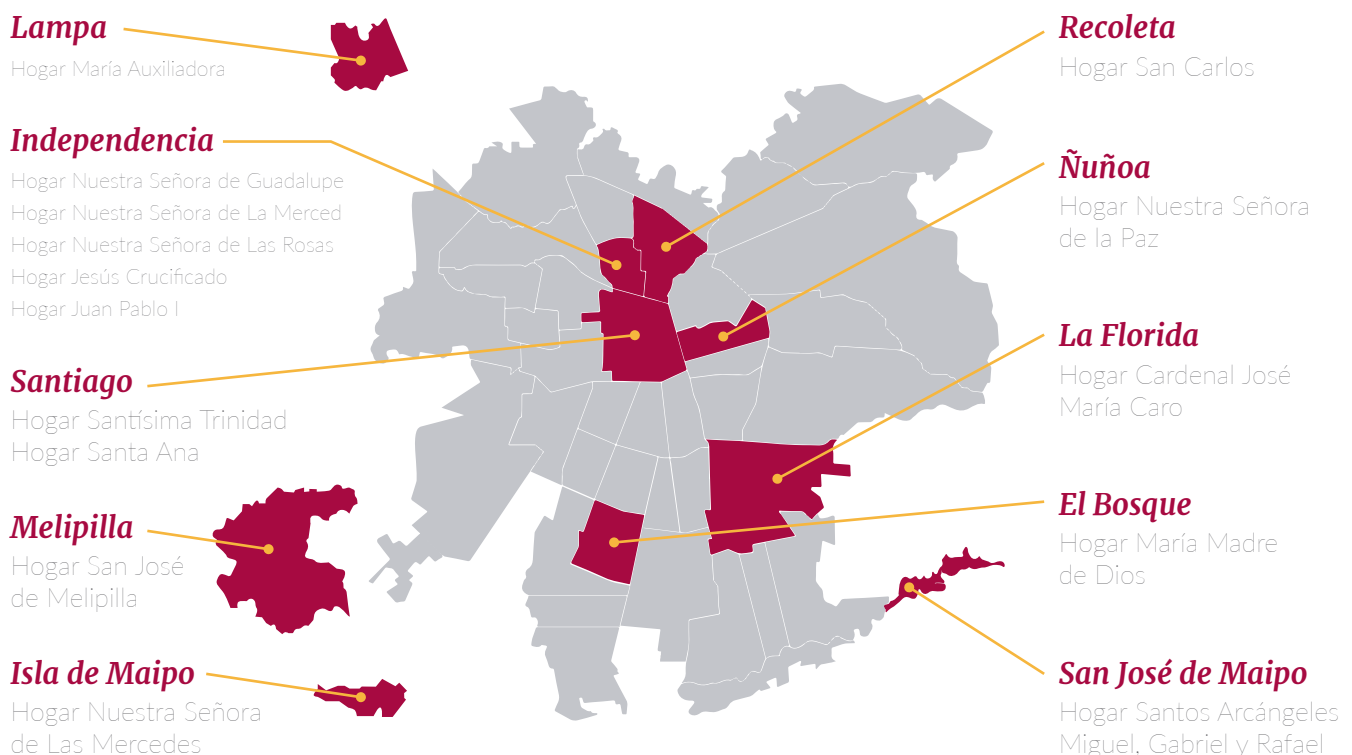 Lampa
Hogar María Auxiliadora
Independencia
Hogar Nuestra Señora de Guadalupe
Hogar Nuestra Señora de La Merced
Hogar Nuestra Señora de Las Rosas
Hogar Jesús Crucificado
Hogar Juan Pablo I
Santiago
Hogar Santísima Trinidad
Hogar Santa Ana
Melipilla
Hogar San José
de Melipilla
Isla de Maipo
Hogar Nuestra Señora
de Las Mercedes
Recoleta
Hogar San Carlos
Ñuñoa
Hogar Nuestra Señora
de la Paz
La Florida
Hogar Cardenal José
María Caro
El Bosque
Hogar María Madre
de Dios
San José de Maipo
Hogar Santos Arcángeles
Miguel, Gabriel y Rafael